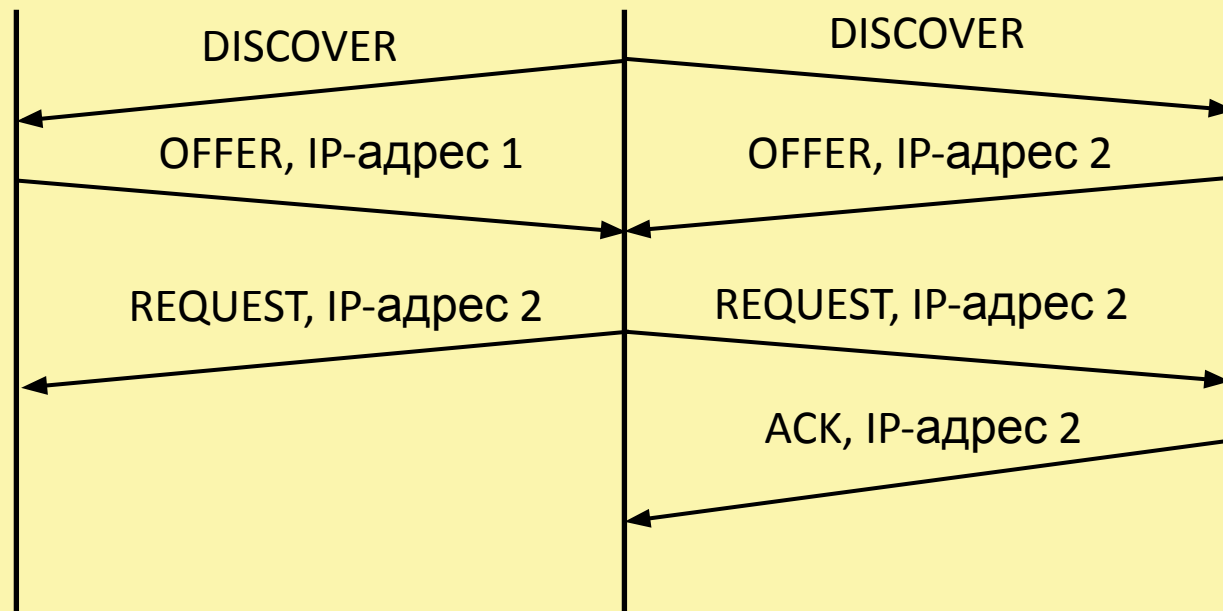 DISCOVER
DISCOVER
OFFER, IP-адрес 1
OFFER, IP-адрес 2
REQUEST, IP-адрес 2
REQUEST, IP-адрес 2
ACK, IP-адрес 2